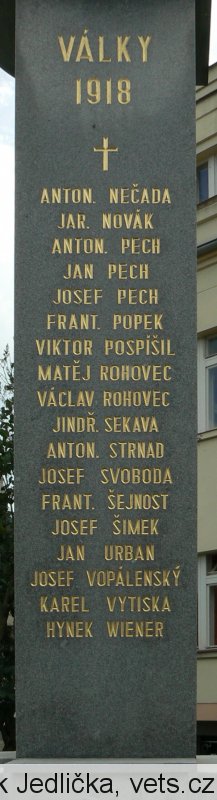 VÁLKY
1918
ANTON. NEČADA
JAR. NOVÁK
ANTON. PECH
JAN PECH
JOSEF PECH
FRANT. POPEK
VIKTOR POSPÍŠIL
MATĚJ ROHOVEC
VÁCLAV ROHOVEC
JINDŘ. SEKAVA
ANTON. STRNAD
JOSEF SVOBODA
FRANT. ŠEJNOST
JOSEF ŠIMEK
JAN URBAN
JOSEF VOPÁLENSKÝ
KAREL VYTISKA
HYNEK WIENER
k Jedlička, vets.cz